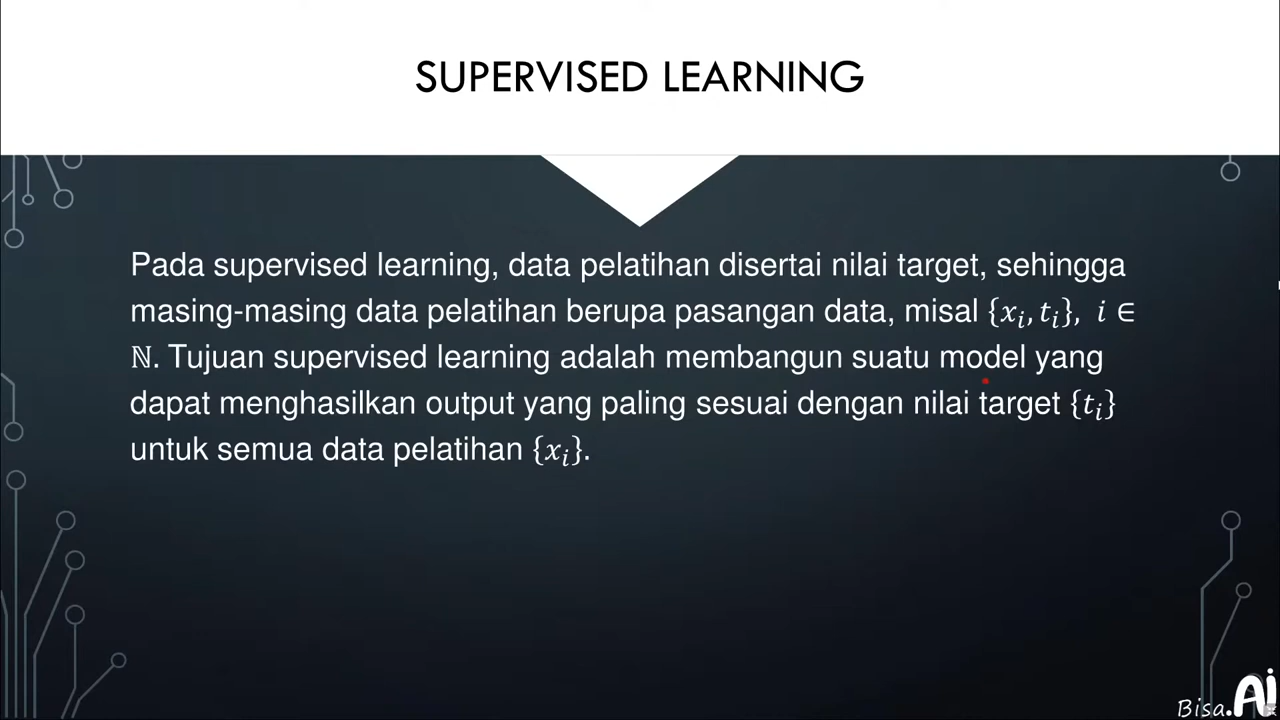 SUPERVISED LEARNING
Pada supervised learning, data pelatihan disertai nilai target, sehingga
masing-masing data pelatihan berupa pasangan data, misal {xᵢ, tᵢ}, i ∈
ℕ. Tujuan supervised learning adalah membangun suatu model yang
dapat menghasilkan output yang paling sesuai dengan nilai target {tᵢ}
untuk semua data pelatihan {xᵢ}.
Bisa.Ai